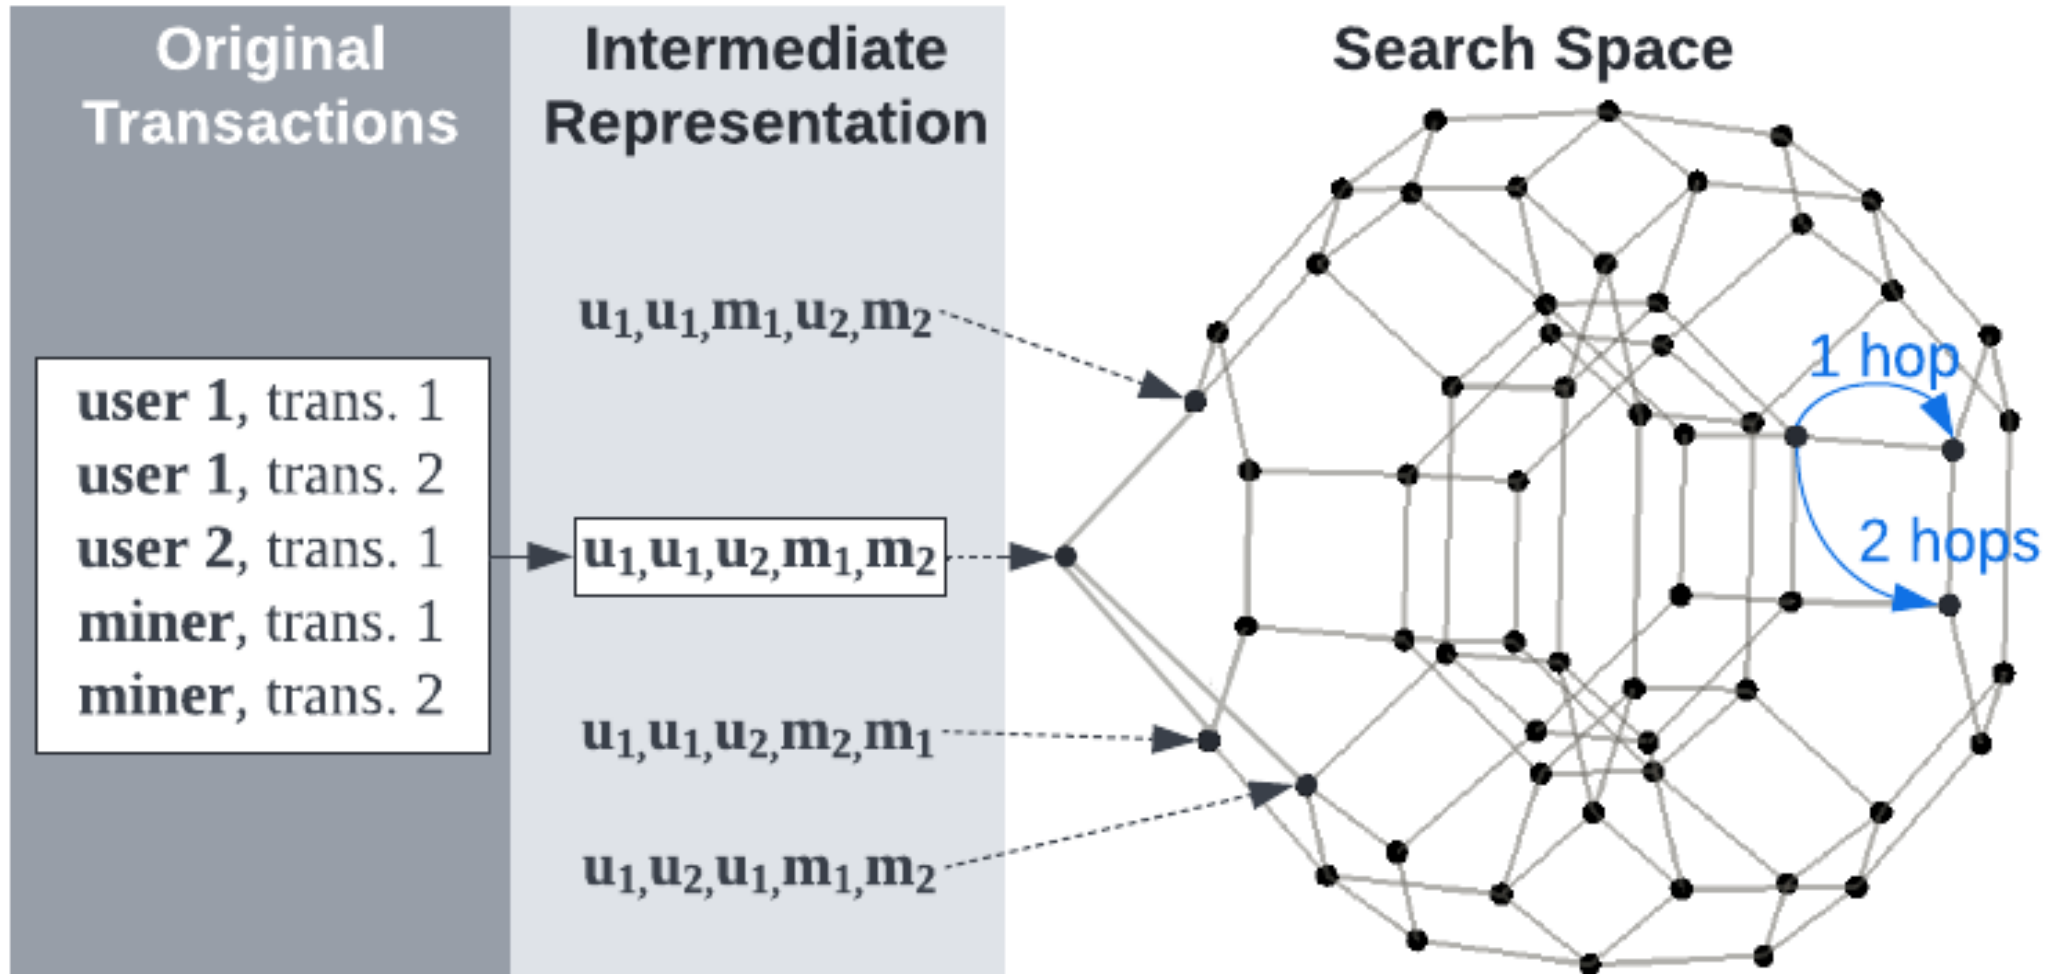 Original
Transactions
Intermediate
Representation
Search Space
user 1, trans. 1
user 1, trans. 2
user 2, trans. 1
miner, trans. 1
miner, trans. 2
u1,u1,m1,u2,m2
u1,u1,u2,m1,m2
u1,u1,u2,m2,m1
u1,u2,u1,m1,m2
1 hop
2 hops